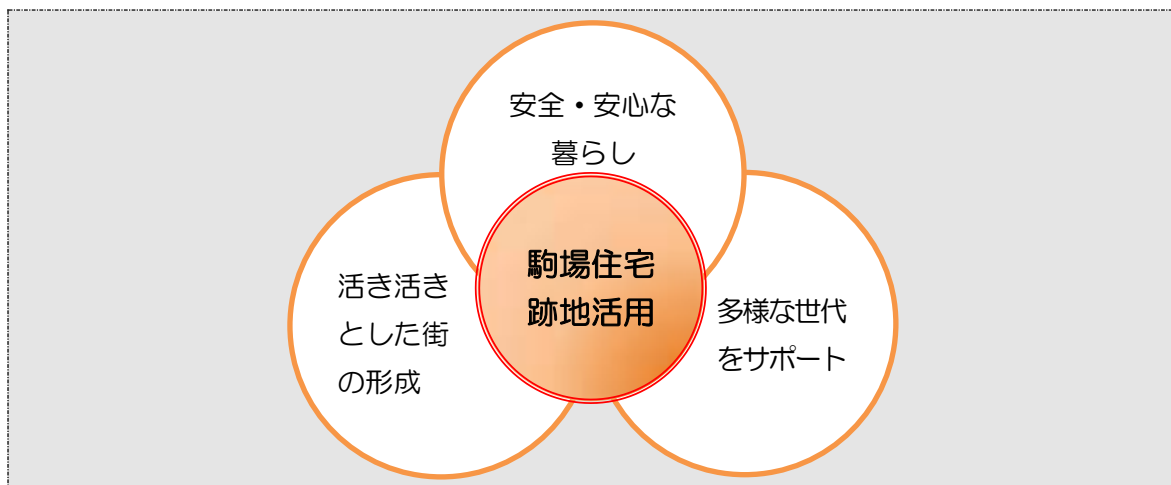 安全・安心な
暮らし
駒場住宅
跡地活用
活き活き
とした街
の形成
多様な世代
をサポート